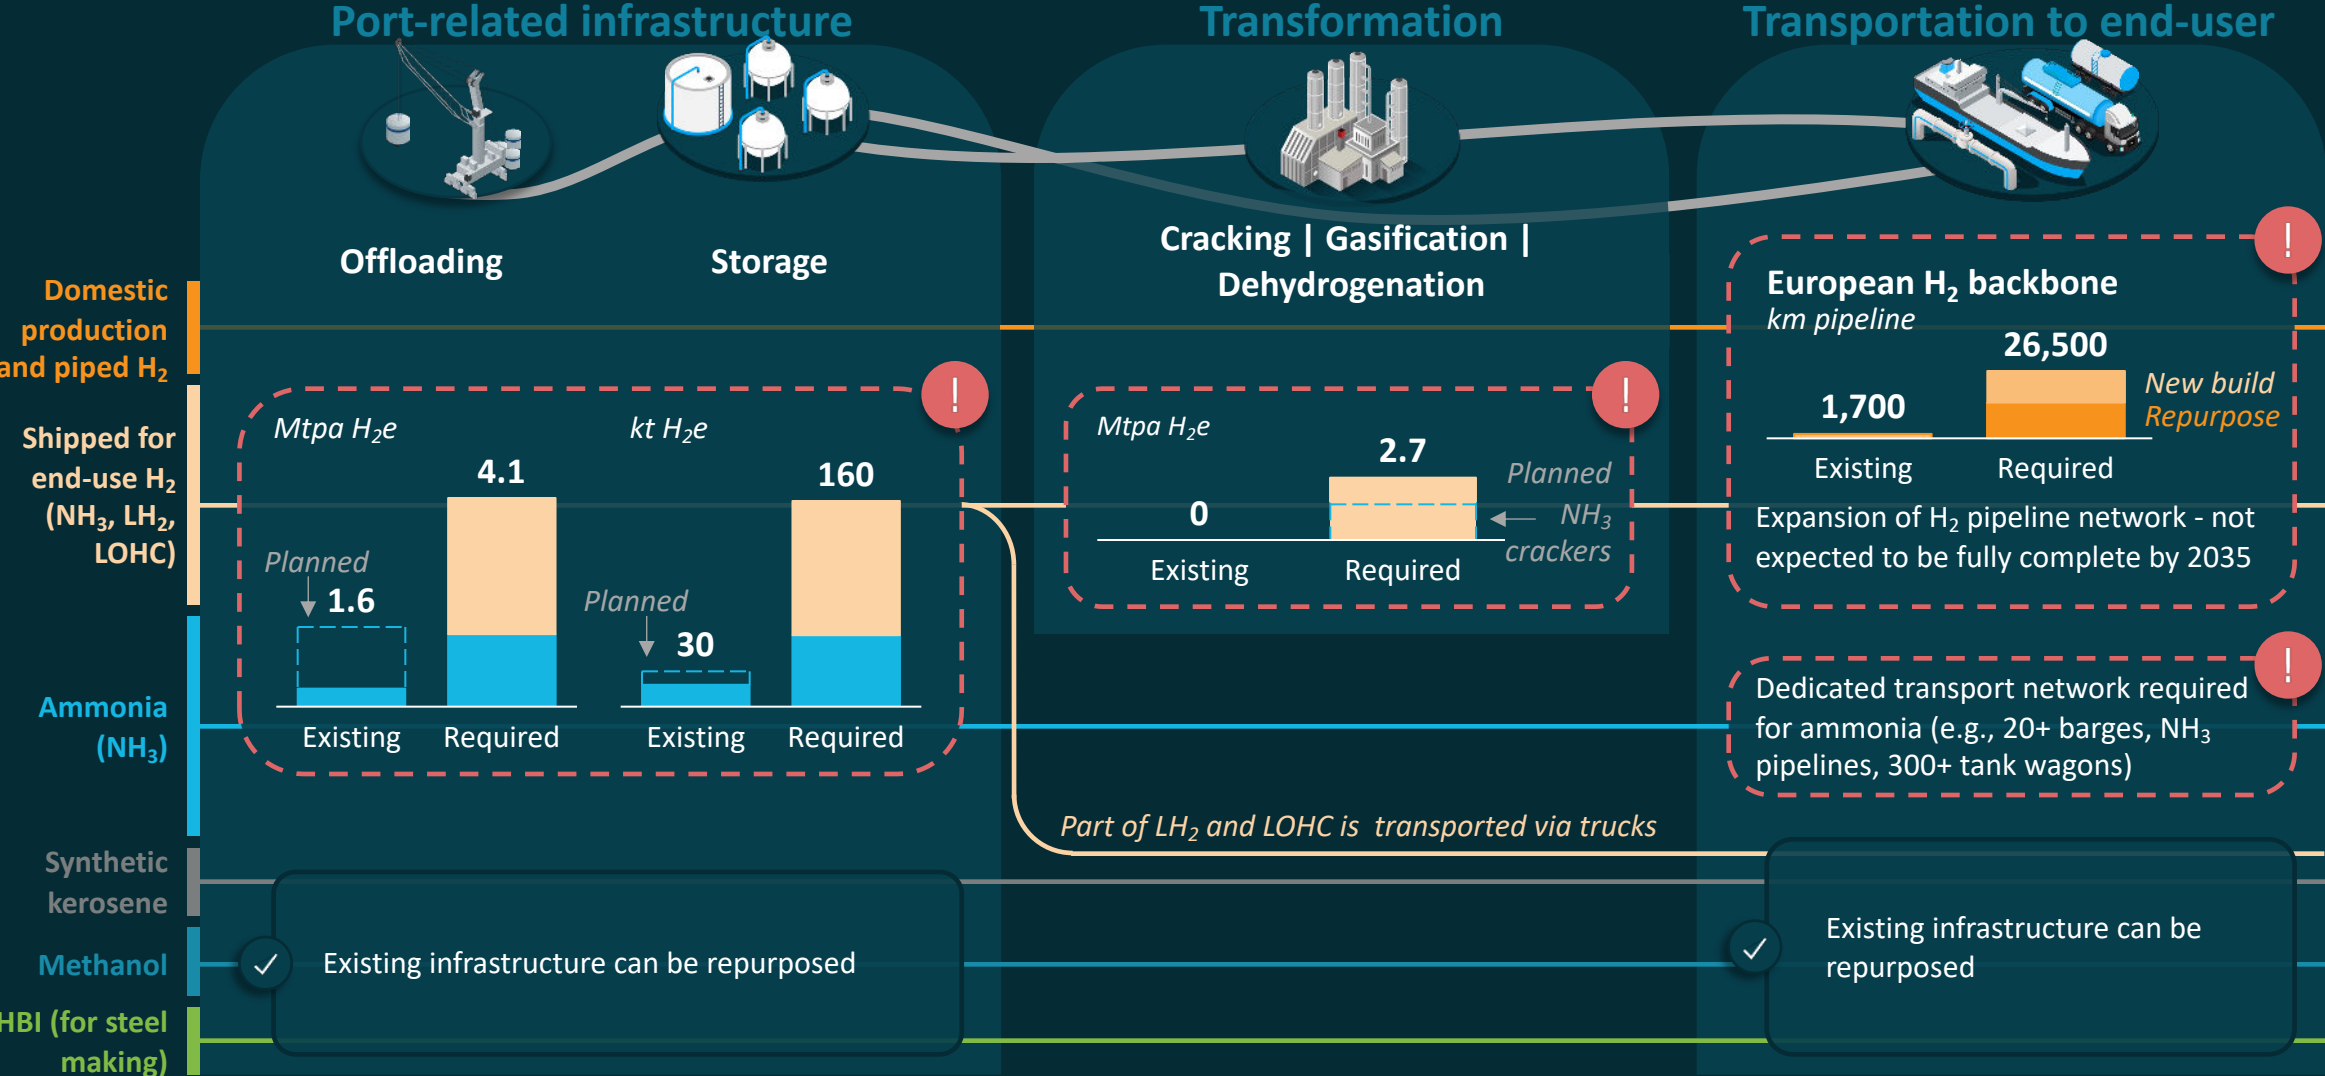 Port-related infrastructure
Transformation
Transportation to end-user
Offloading
Storage
Cracking | Gasification |
Dehydrogenation
Domestic
production
and piped H₂
Shipped for
end-use H₂
(NH₃, LH₂,
LOHC)
Ammonia
(NH₃)
Synthetic
kerosene
Methanol
HBI (for steel
making)
Mtpa H₂e
Planned
1.6
4.1
Existing
Required
kt H₂e
Planned
30
160
Existing
Required
!
Mtpa H₂e
0
2.7
Existing
Required
Planned
NH₃
crackers
!
European H₂ backbone
km pipeline
1,700
26,500
New build
Repurpose
Existing
Required
Expansion of H₂ pipeline network - not
expected to be fully complete by 2035
!
Dedicated transport network required
for ammonia (e.g., 20+ barges, NH₃
pipelines, 300+ tank wagons)
!
Part of LH₂ and LOHC is transported via trucks
Existing infrastructure can be repurposed
Existing infrastructure can be
repurposed